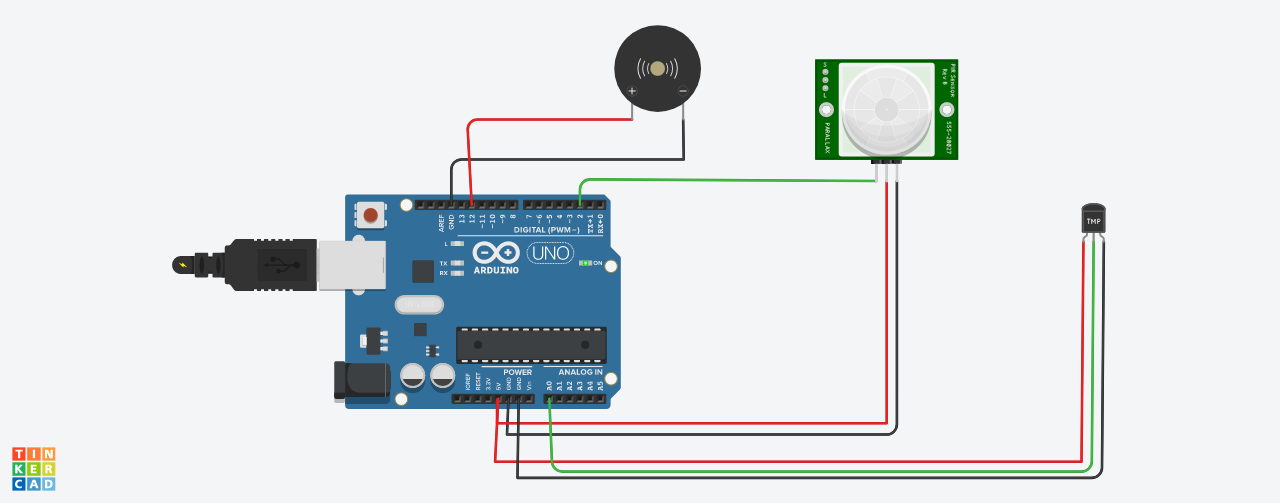 + −
S
L
PARALLAX
PIR Sensor
Rev B
555-28027
TMP
AREF
GND
13
12
~11
~10
~9
8
7
~6
~5
4
~3
2
TX→1
RX←0
DIGITAL (PWM~)
L
TX
RX
ARDUINO
UNO
ON
POWER
ANALOG IN
IOREF
RESET
3.3V
5V
GND
GND
Vin
A0
A1
A2
A3
A4
A5
TIN
KER
CAD